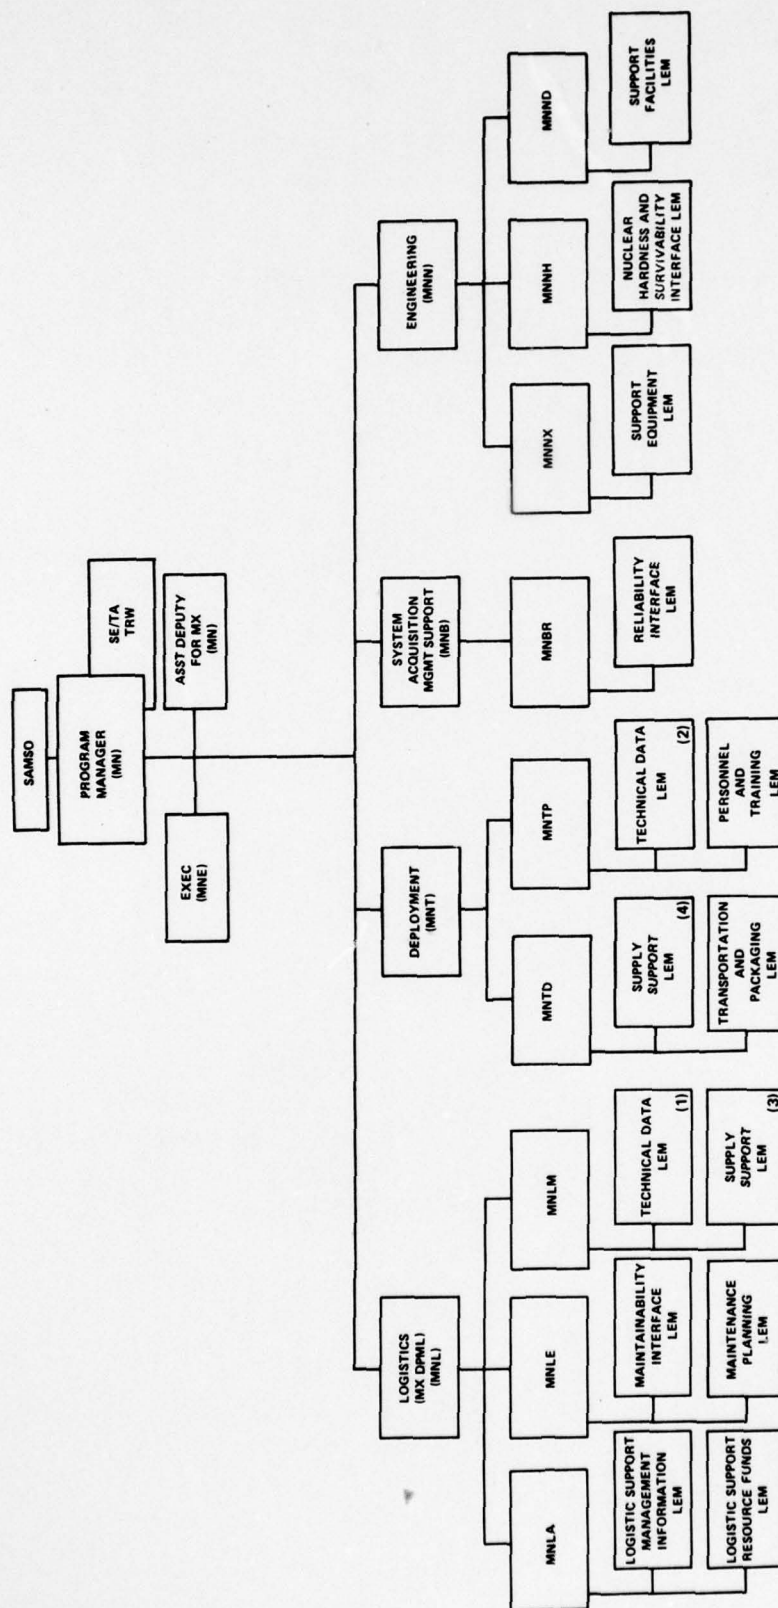 SAMSO
PROGRAM
MANAGER
(MN)
SE/TA
TRW
EXEC
(MNE)
ASST DEPUTY
FOR MX
(MN)
LOGISTICS
(MX DPML)
(MNL)
DEPLOYMENT
(MNT)
SYSTEM
ACQUISITION
MGMT SUPPORT
(MNB)
ENGINEERING
(MNN)
MNLA
MNLE
MNLM
MNTD
MNTP
MNBR
MNNX
MNNH
MNND
LOGISTIC SUPPORT
MANAGEMENT
INFORMATION
LEM
MAINTAINABILITY
INTERFACE
LEM
TECHNICAL DATA
LEM
(1)
SUPPLY
SUPPORT
LEM
(4)
TECHNICAL DATA
LEM
(2)
RELIABILITY
INTERFACE
LEM
SUPPORT
EQUIPMENT
LEM
NUCLEAR
HARDNESS AND
SURVIVABILITY
INTERFACE LEM
SUPPORT
FACILITIES
LEM
LOGISTIC SUPPORT
RESOURCE FUNDS
LEM
MAINTENANCE
PLANNING
LEM
SUPPLY
SUPPORT
LEM
(3)
TRANSPORTATION
AND
PACKAGING
LEM
PERSONNEL
AND
TRAINING
LEM